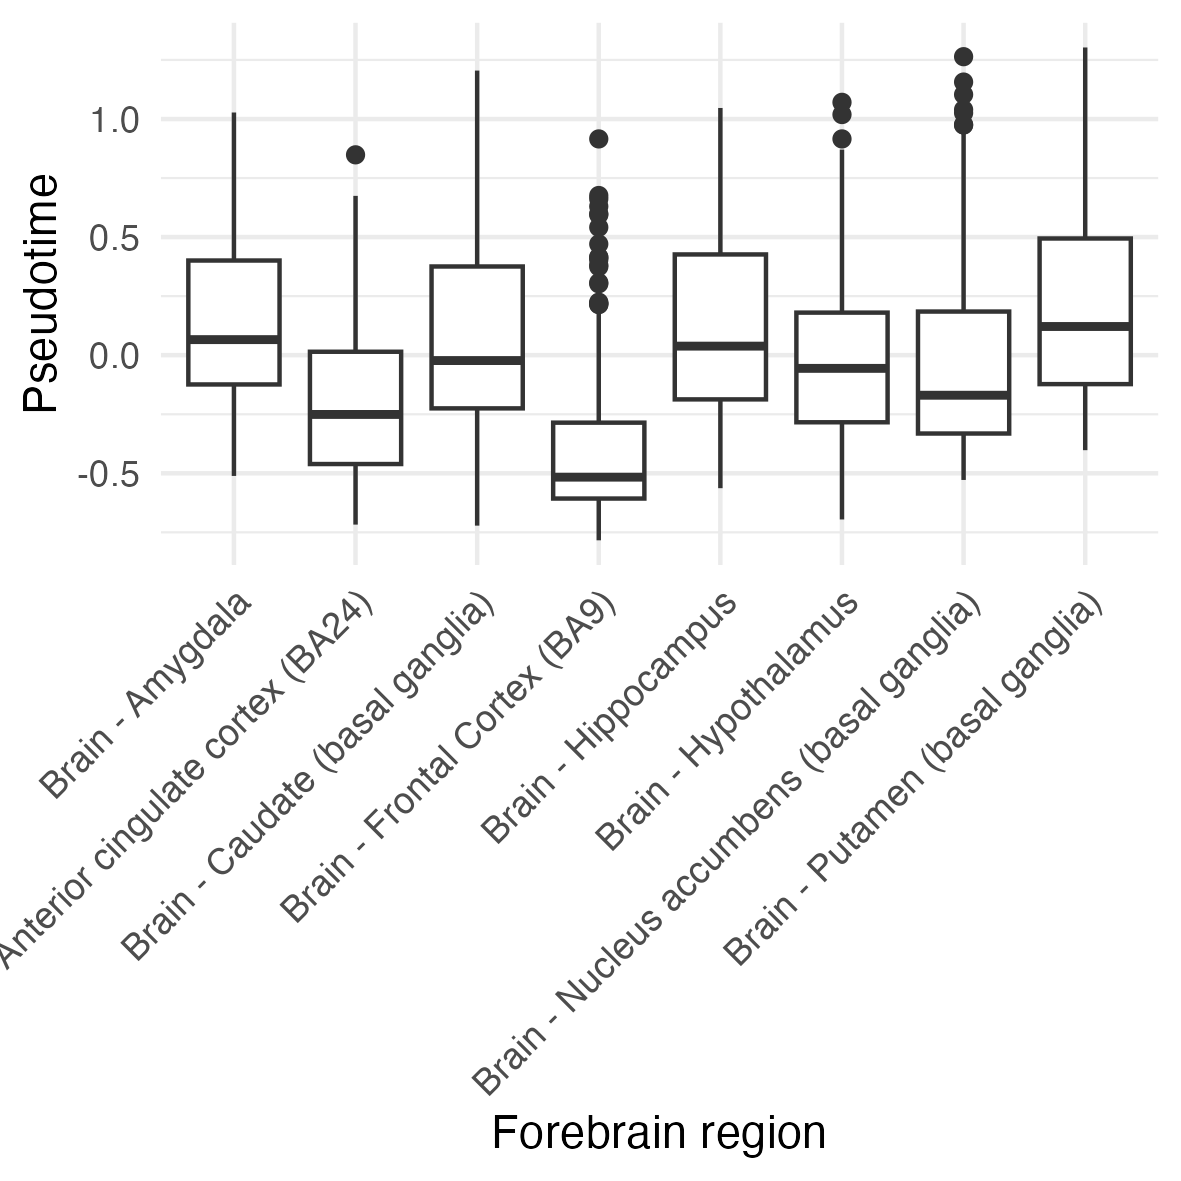 Pseudotime
1.0
0.5
0.0
-0.5
Brain - Amygdala
Anterior cingulate cortex (BA24)
Brain - Caudate (basal ganglia)
Brain - Frontal Cortex (BA9)
Brain - Hippocampus
Brain - Hypothalamus
Brain - Nucleus accumbens (basal ganglia)
Brain - Putamen (basal ganglia)
Forebrain region